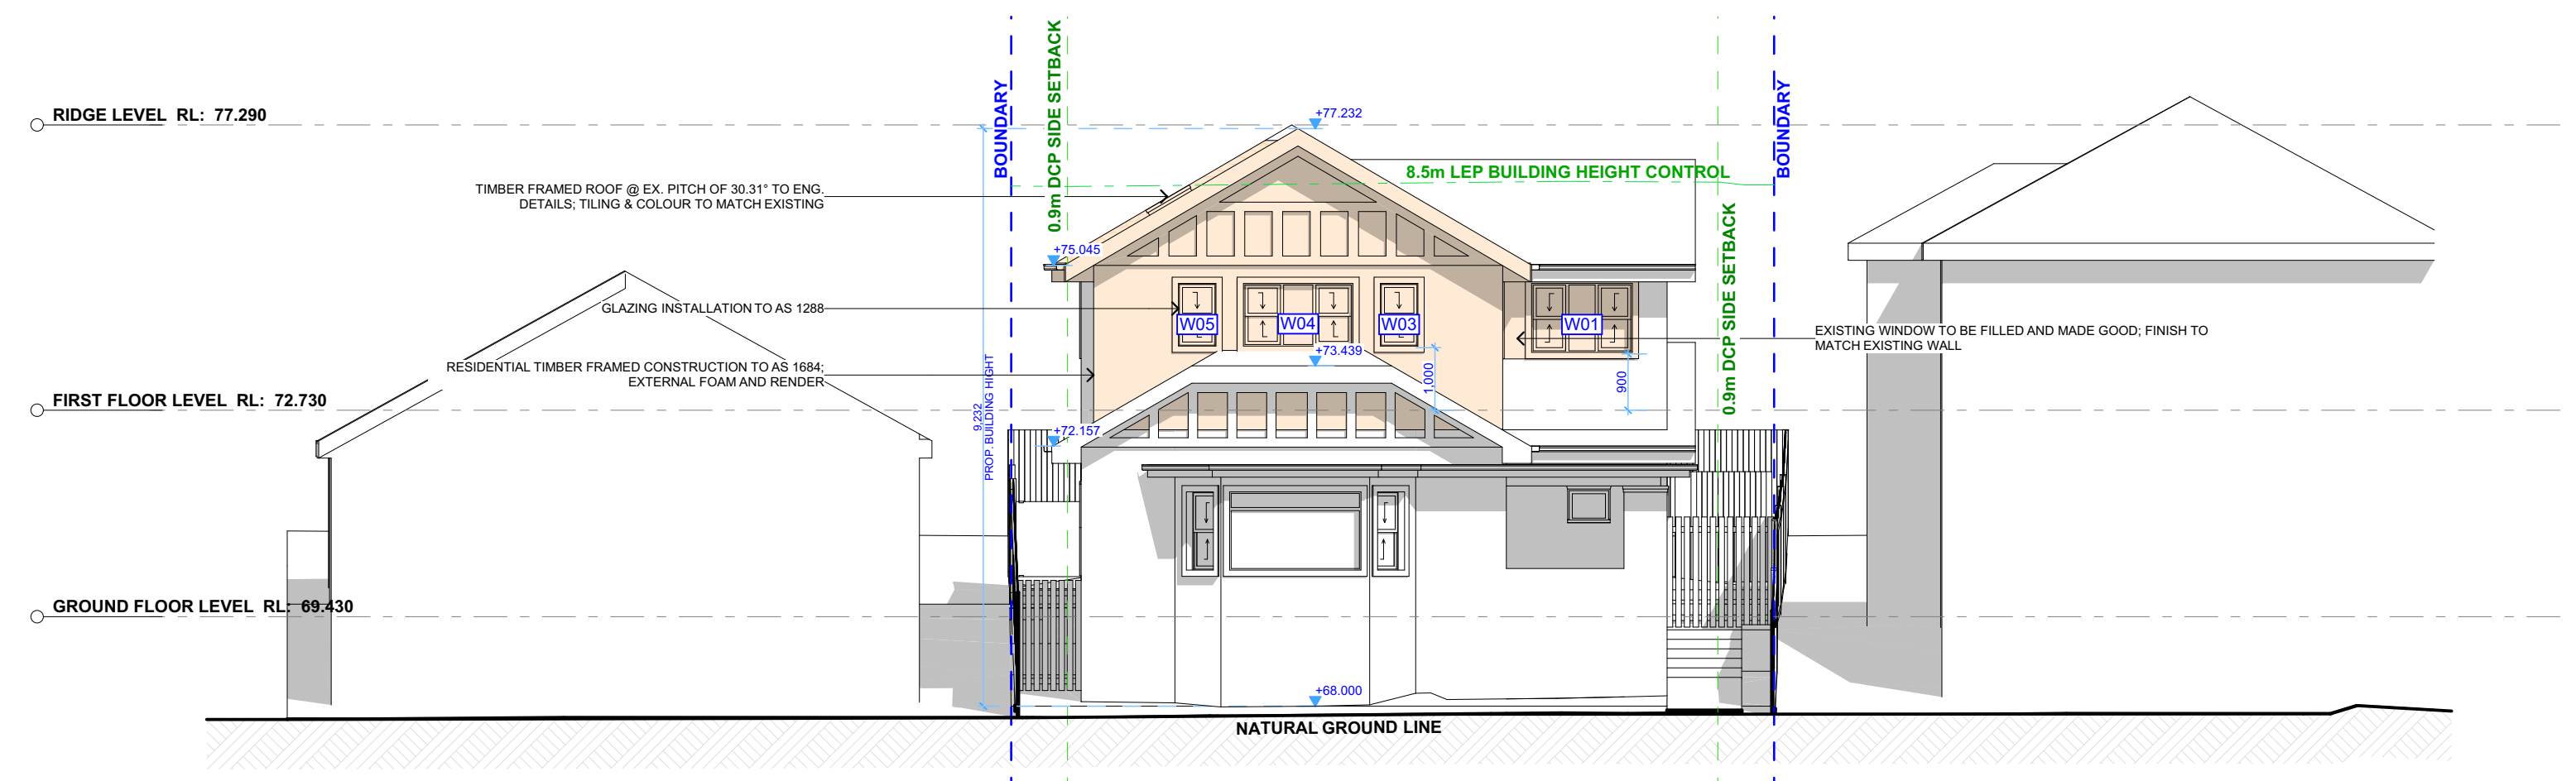 RIDGE LEVEL RL: 77.290
BOUNDARY
0.9m DCP SIDE SETBACK
+77.232
BOUNDARY
8.5m LEP BUILDING HEIGHT CONTROL
TIMBER FRAMED ROOF @ EX. PITCH OF 30.31° TO ENG.
DETAILS; TILING & COLOUR TO MATCH EXISTING
0.9m DCP SIDE SETBACK
+75.045
GLAZING INSTALLATION TO AS 1288
W05
W04
W03
W01
EXISTING WINDOW TO BE FILLED AND MADE GOOD; FINISH TO
MATCH EXISTING WALL
+73.439
RESIDENTIAL TIMBER FRAMED CONSTRUCTION TO AS 1684;
EXTERNAL FOAM AND RENDER
1,000
900
9,232
PROP. BUILDING HIGHT
FIRST FLOOR LEVEL RL: 72.730
+72.157
GROUND FLOOR LEVEL RL: 69.430
+68.000
NATURAL GROUND LINE